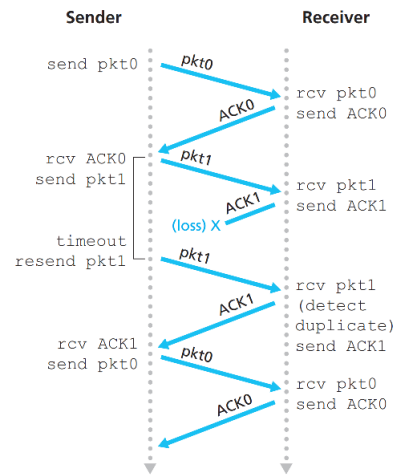 Sender
Receiver
send pkt0
pkt0
rcv pkt0
send ACK0
ACK0
rcv ACK0
send pkt1
pkt1
rcv pkt1
send ACK1
ACK1
(loss) X
timeout
resend pkt1
pkt1
rcv pkt1
(detect
duplicate)
send ACK1
ACK1
rcv ACK1
send pkt0
pkt0
rcv pkt0
send ACK0
ACK0